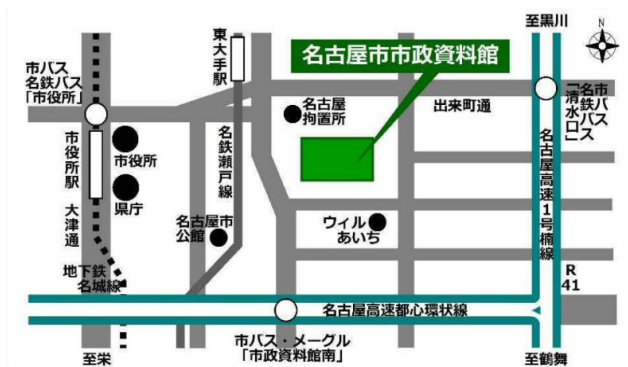 至黒川
N
名古屋市市政資料館
東大手駅
市バス
名鉄バス
「市役所」
名古屋
拘置所
出来町通
市バス
名鉄バス
「清水口」
市役所
市役所駅
名鉄瀬戸線
県庁
大津通
名古屋市
公館
ウィル
あいち
名古屋高速1号楠線
地下鉄
名城線
R
41
名古屋高速都心環状線
市バス・メーグル
「市政資料館南」
至栄
至鶴舞